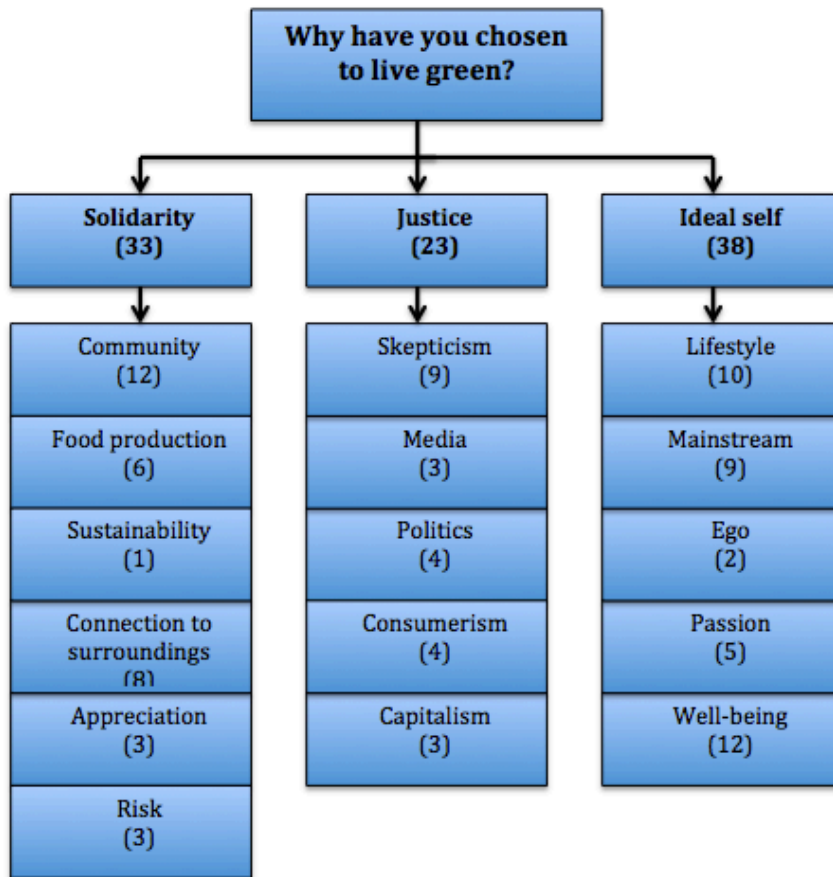 Why have you chosen
to live green?
Solidarity
(33)
Justice
(23)
Ideal self
(38)
Community
(12)
Food production
(6)
Sustainability
(1)
Connection to
surroundings
(8)
Appreciation
(3)
Risk
(3)
Skepticism
(9)
Media
(3)
Politics
(4)
Consumerism
(4)
Capitalism
(3)
Lifestyle
(10)
Mainstream
(9)
Ego
(2)
Passion
(5)
Well-being
(12)